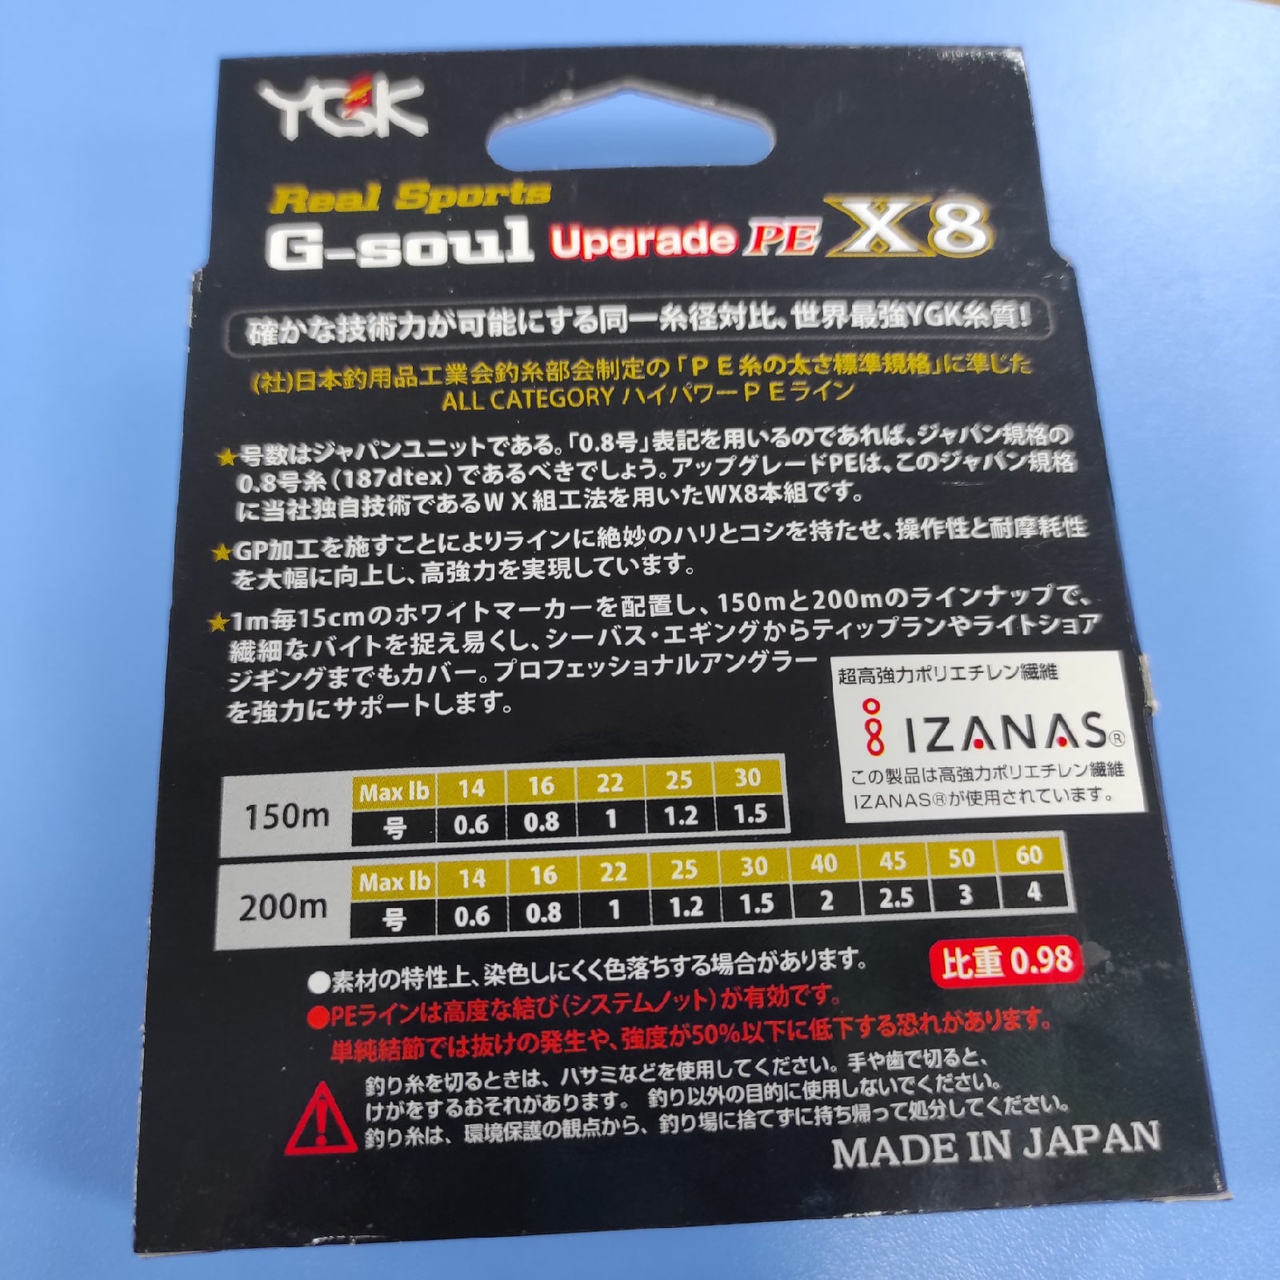 YGK
Real Sports
G-soul Upgrade PE X8
確かな技術力が可能にする同一糸径対比、世界最強YGK糸質!
(社)日本釣用品工業会釣糸部会制定の「PE糸の太さ標準規格」に準じた
ALL CATEGORY ハイパワーPEライン
★号数はジャパンユニットである。「0.8号」表記を用いるのであれば、ジャパン規格の
0.8号糸(187dtex)であるべきでしょう。アップグレードPEは、このジャパン規格
に当社独自技術であるWX組工法を用いたWX8本組です。
★GP加工を施すことによりラインに絶妙のハリとコシを持たせ、操作性と耐摩耗性
を大幅に向上し、高強力を実現しています。
★1m毎15cmのホワイトマーカーを配置し、150mと200mのラインナップで、
繊細なバイトを捉え易くし、シーバス・エギングからティップランやライトショア
ジギングまでもカバー。プロフェッショナルアングラー
を強力にサポートします。
超高強力ポリエチレン繊維
IZANAS®
この製品は高強力ポリエチレン繊維
IZANAS®が使用されています。
150m
Max lb 14 16 22 25 30
号 0.6 0.8 1 1.2 1.5
200m
Max lb 14 16 22 25 30 40 45 50 60
号 0.6 0.8 1 1.2 1.5 2 2.5 3 4
●素材の特性上、染色しにくく色落ちする場合があります。
比重 0.98
●PEラインは高度な結び(システムノット)が有効です。
単純結節では抜けの発生や、強度が50%以下に低下する恐れがあります。
釣り糸を切るときは、ハサミなどを使用してください。手や歯で切ると、
けがをするおそれがあります。 釣り以外の目的に使用しないでください。
釣り糸は、環境保護の観点から、釣り場に捨てずに持ち帰って処分してください。
MADE IN JAPAN